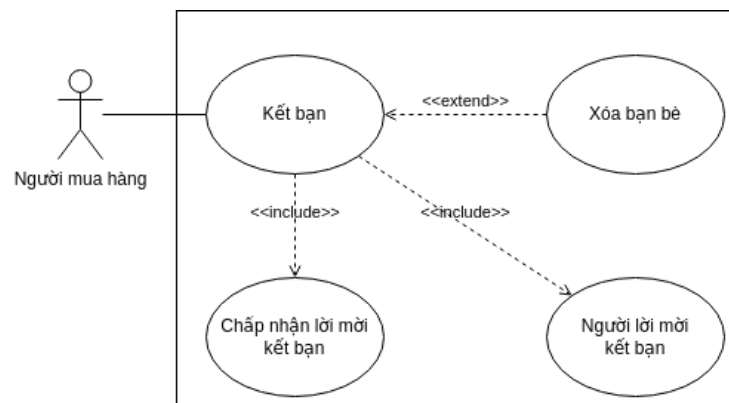 Kết bạn
<<extend>>
Xóa bạn bè
Người mua hàng
<<include>>
<<include>>
Chấp nhận lời mời
kết bạn
Người lời mời
kết bạn